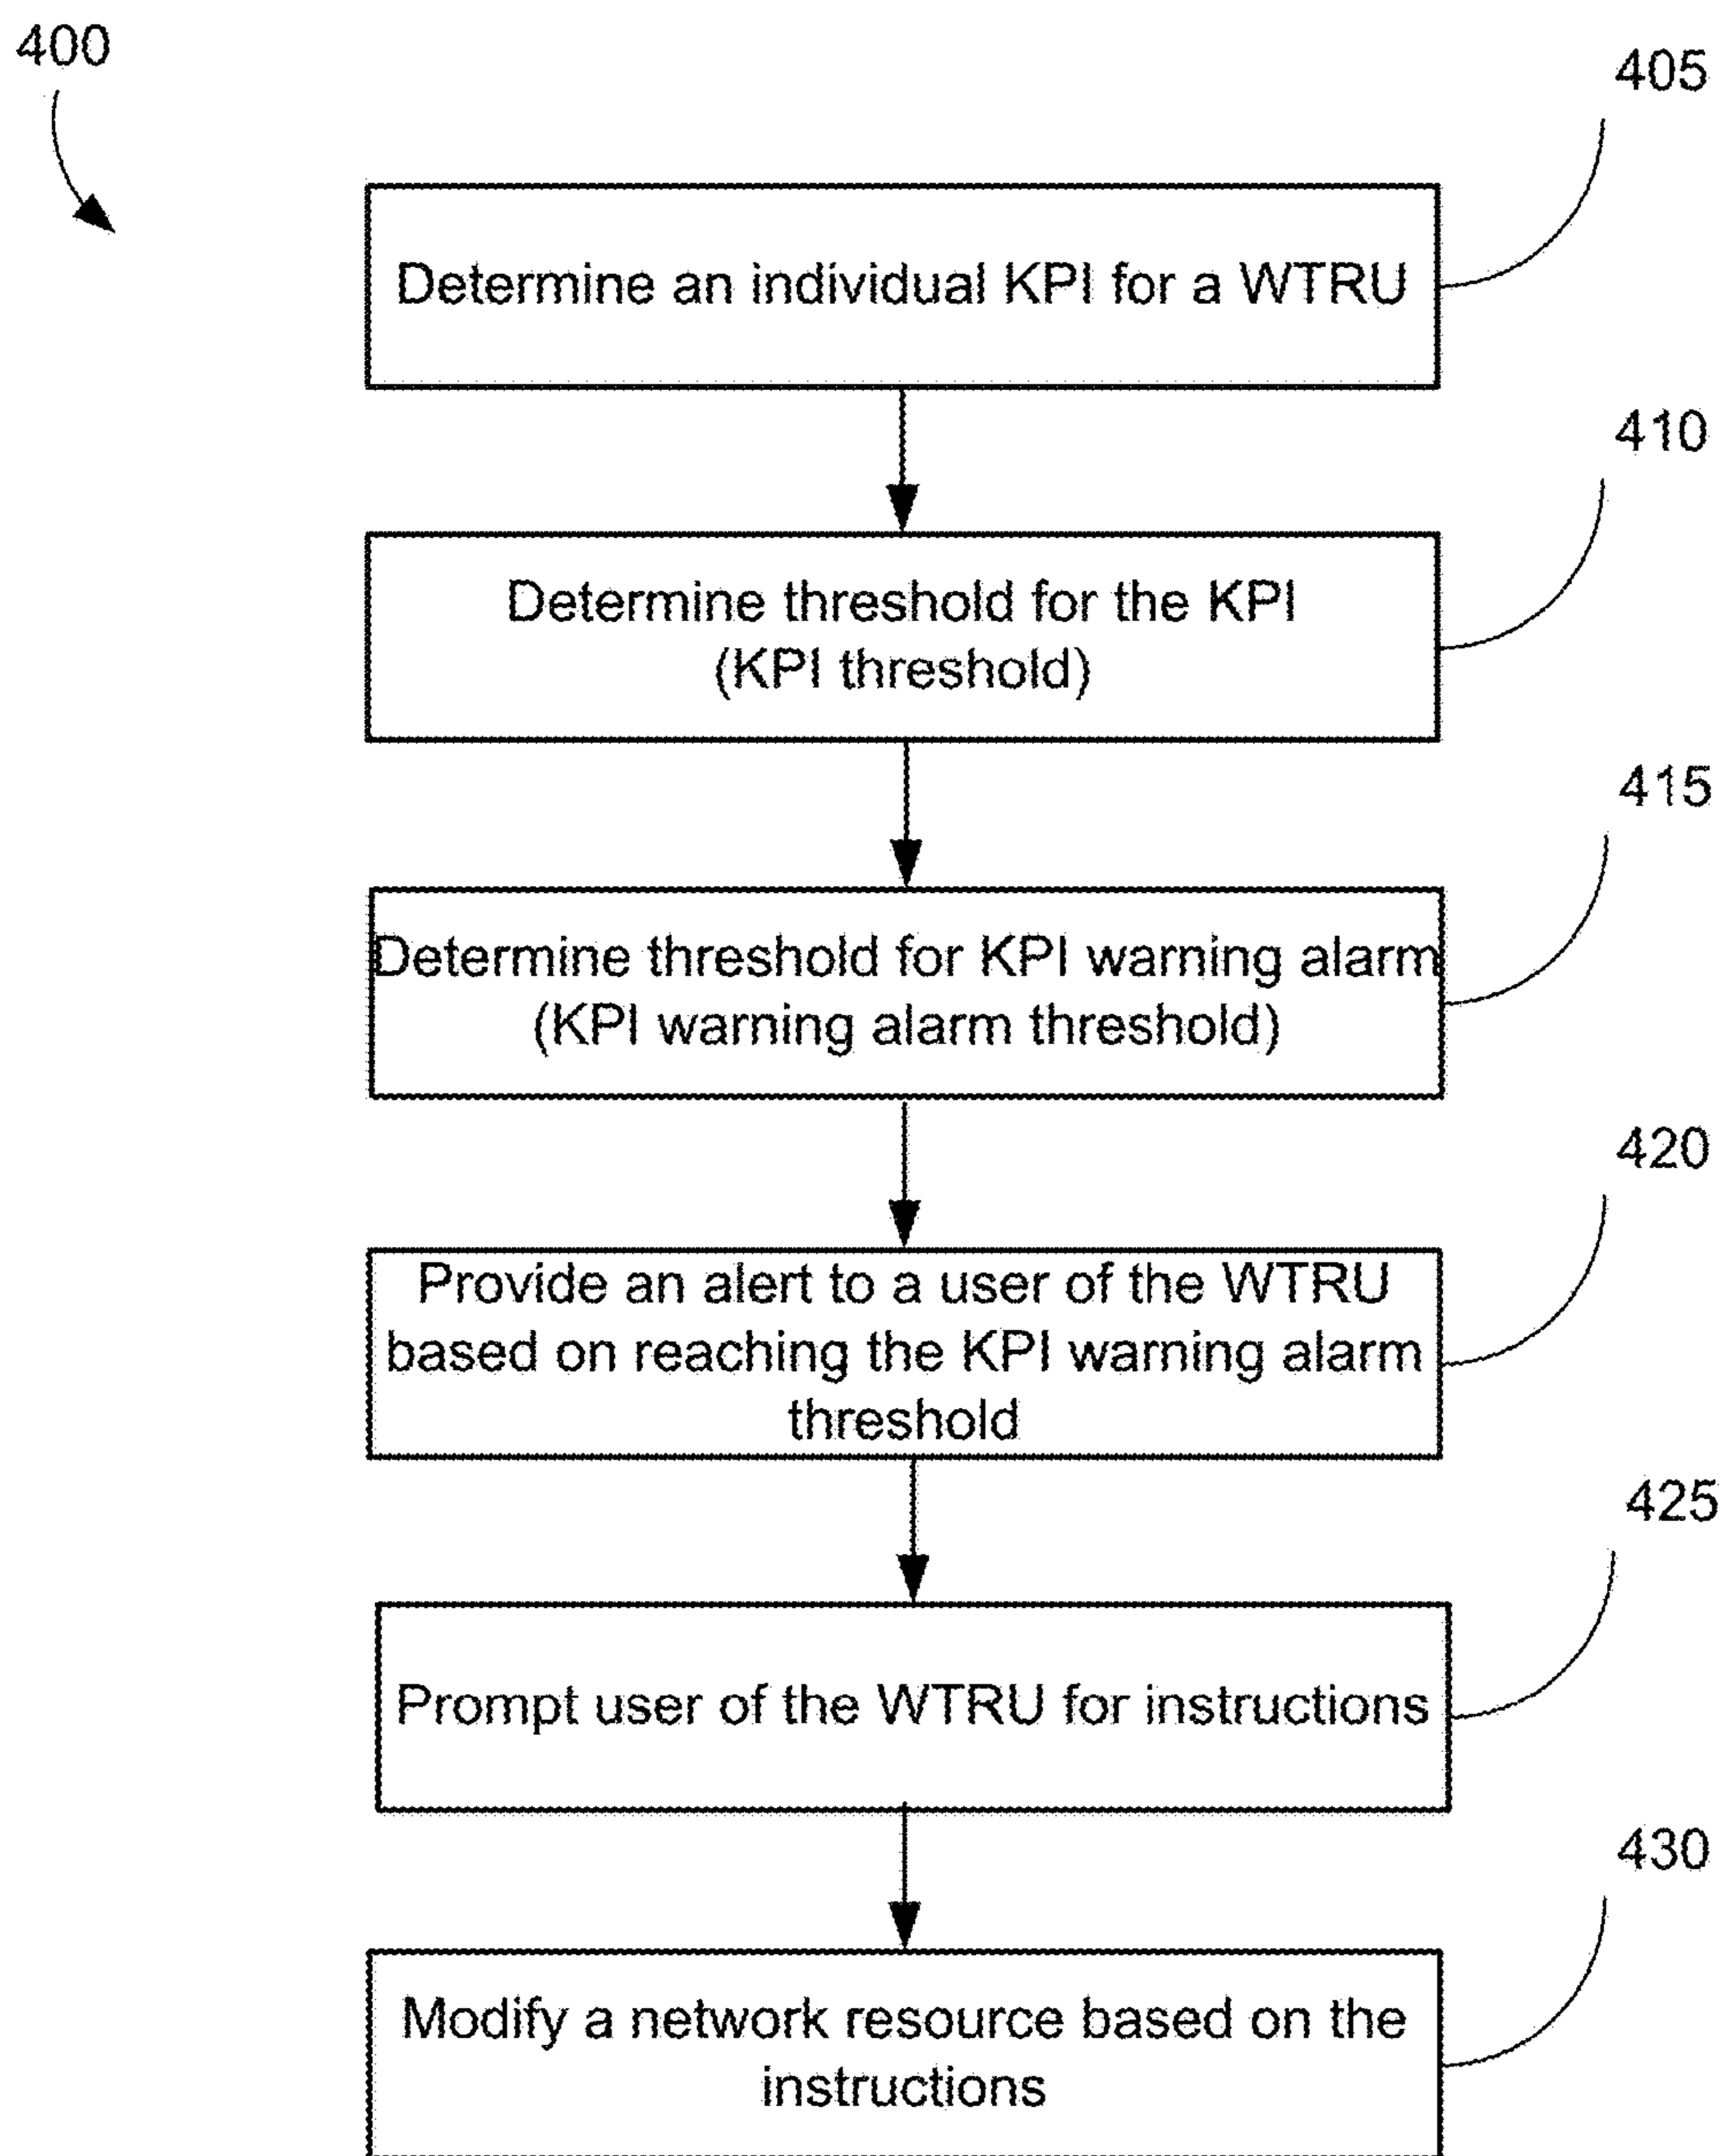 400
405
Determine an individual KPI for a WTRU
410
Determine threshold for the KPI
(KPI threshold)
415
Determine threshold for KPI warning alarm
(KPI warning alarm threshold)
420
Provide an alert to a user of the WTRU
based on reaching the KPI warning alarm
threshold
425
Prompt user of the WTRU for instructions
430
Modify a network resource based on the
instructions